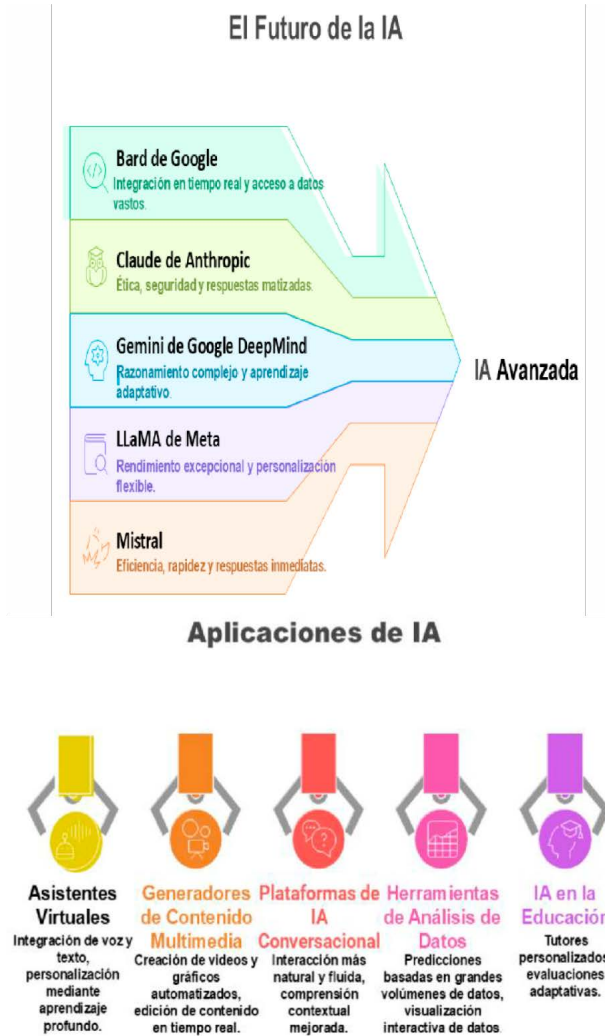 El Futuro de la IA
Bard de Google
Integración en tiempo real y acceso a datos
vastos.
Claude de Anthropic
Ética, seguridad y respuestas matizadas.
Gemini de Google DeepMind
Razonamiento complejo y aprendizaje
adaptativo.
IA Avanzada
LLaMA de Meta
Rendimiento excepcional y personalización
flexible.
Mistral
Eficiencia, rapidez y respuestas inmediatas.
Aplicaciones de IA
Asistentes
Virtuales
Integración de voz y
texto,
personalización
mediante
aprendizaje
profundo.
Generadores
de Contenido
Multimedia
Creación de videos y
gráficos
automatizados,
edición de contenido
en tiempo real.
Plataformas de
IA
Conversacional
Interacción más
natural y fluida,
comprensión
contextual
mejorada.
Herramientas
de Análisis de
Datos
Predicciones
basadas en grandes
volúmenes de datos,
visualización
interactiva de datos
IA en la
Educación
Tutores
personalizados
evaluaciones
adaptativas.